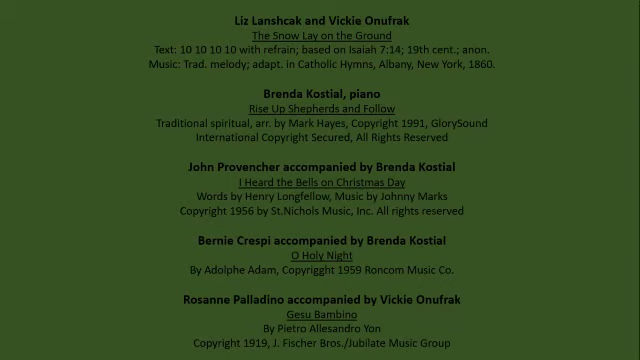 Liz Lanshcak and Vickie Onufrak
The Snow Lay on the Ground
Text: 10 10 10 10 with refrain; based on Isaiah 7:14; 19th cent.; anon.
Music: Trad. melody; adapt. in Catholic Hymns, Albany, New York, 1860.
Brenda Kostial, piano
Rise Up Shepherds and Follow
Traditional spiritual, arr. by Mark Hayes, Copyright 1991, GlorySound
International Copyright Secured, All Rights Reserved
John Provencher accompanied by Brenda Kostial
I Heard the Bells on Christmas Day
Words by Henry Longfellow, Music by Johnny Marks
Copyright 1956 by St.Nichols Music, Inc. All rights reserved
Bernie Crespi accompanied by Brenda Kostial
O Holy Night
By Adolphe Adam, Copyrigght 1959 Roncom Music Co.
Rosanne Palladino accompanied by Vickie Onufrak
Gesu Bambino
By Pietro Allesandro Yon
Copyright 1919, J. Fischer Bros./Jubilate Music Group